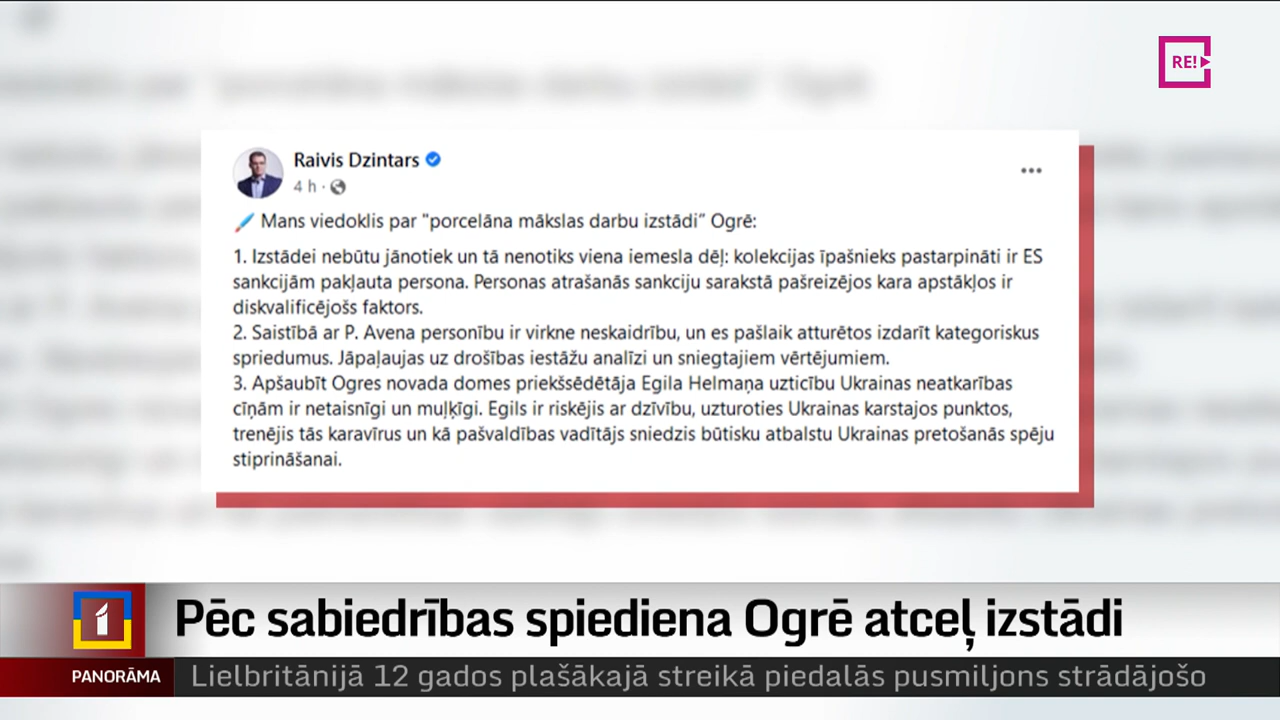 RE!
Raivis Dzintars
4 h ·
Mans viedoklis par "porcelāna mākslas darbu izstādi" Ogrē:
1. Izstādei nebūtu jānotiek un tā nenotiks viena iemesla dēļ: kolekcijas īpašnieks pastarpināti ir ES
sankcijām pakļauta persona. Personas atrašanās sankciju sarakstā pašreizējos kara apstākļos ir
diskvalificējošs faktors.
2. Saistībā ar P. Avena personību ir virkne neskaidrību, un es pašlaik atturētos izdarīt kategoriskus
spriedumus. Jāpaļaujas uz drošības iestāžu analīzi un sniegtajiem vērtējumiem.
3. Apšaubīt Ogres novada domes priekšsēdētāja Egila Helmaņa uzticību Ukrainas neatkarības
cīņām ir netaisnīgi un muļķīgi. Egils ir riskējis ar dzīvību, uzturoties Ukrainas karstajos punktos,
trenējis tās karavīrus un kā pašvaldības vadītājs sniedzis būtisku atbalstu Ukrainas pretošanās spēju
stiprināšanai.
1
Pēc sabiedrības spiediena Ogrē atceļ izstādi
PANORĀMA
Lielbritānijā 12 gados plašākajā streikā piedalās pusmiljons strādājošo